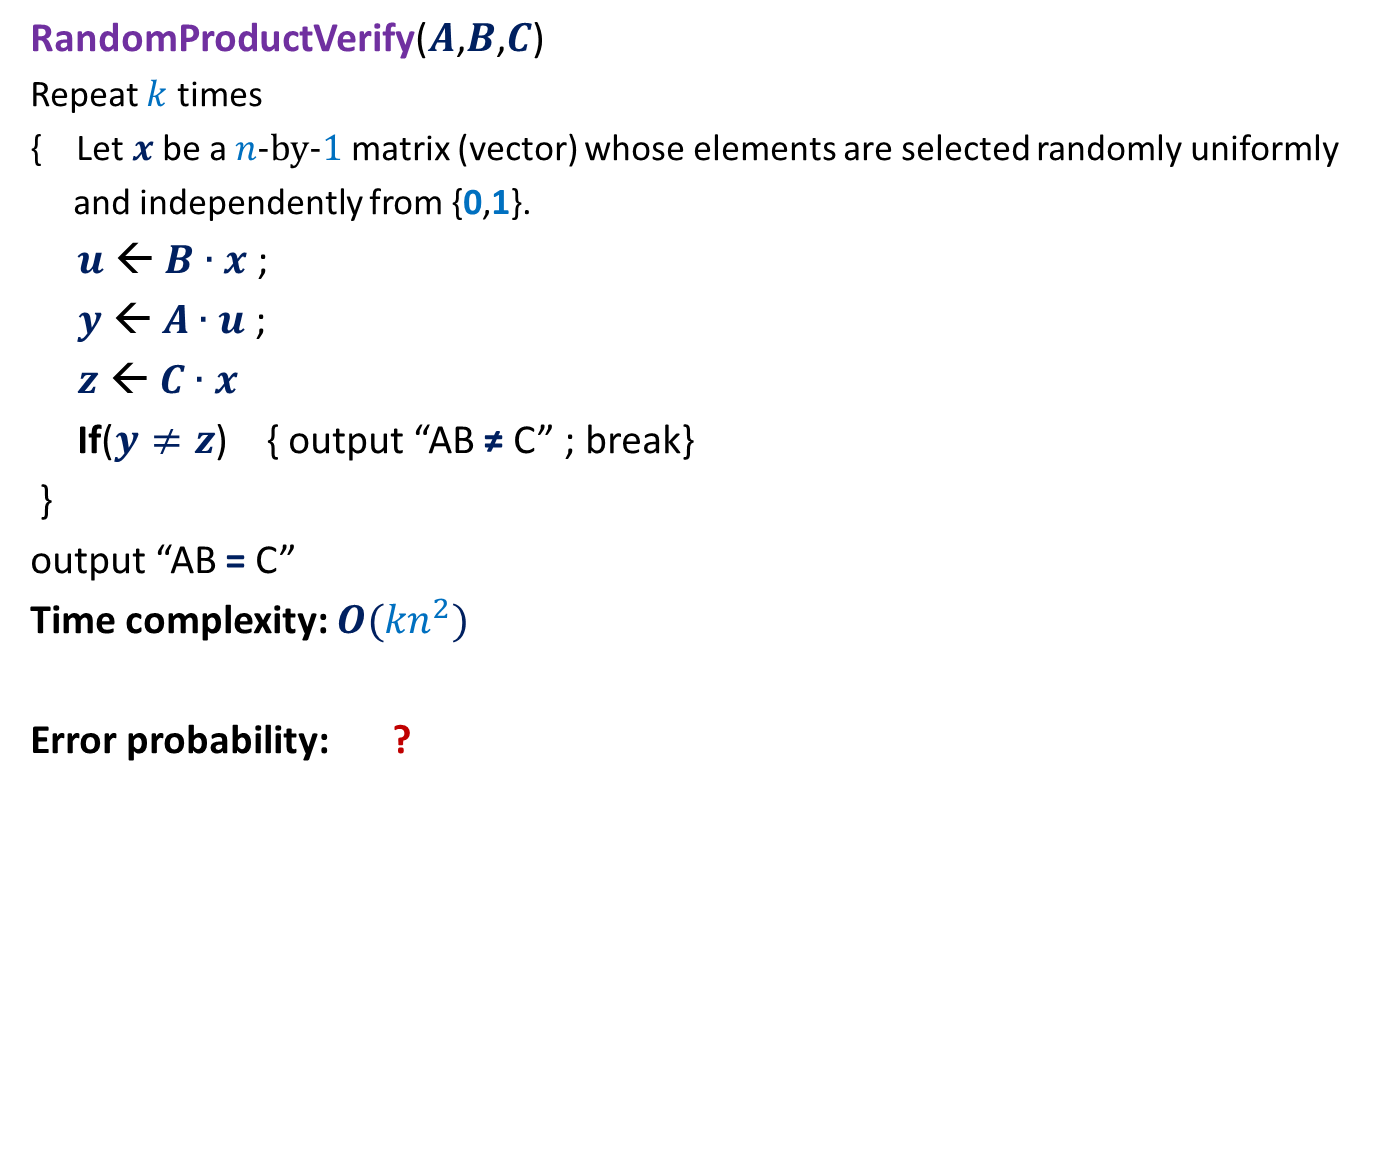 RandomProductVerify(A,B,C)
Repeat k times
{ Let x be a n-by-1 matrix (vector) whose elements are selected randomly uniformly
and independently from {0,1}.
u ← B · x ;
y ← A · u ;
z ← C · x
If(y ≠ z) { output “AB ≠ C” ; break}
}
output “AB = C”
Time complexity: O(kn²)
Error probability: ?